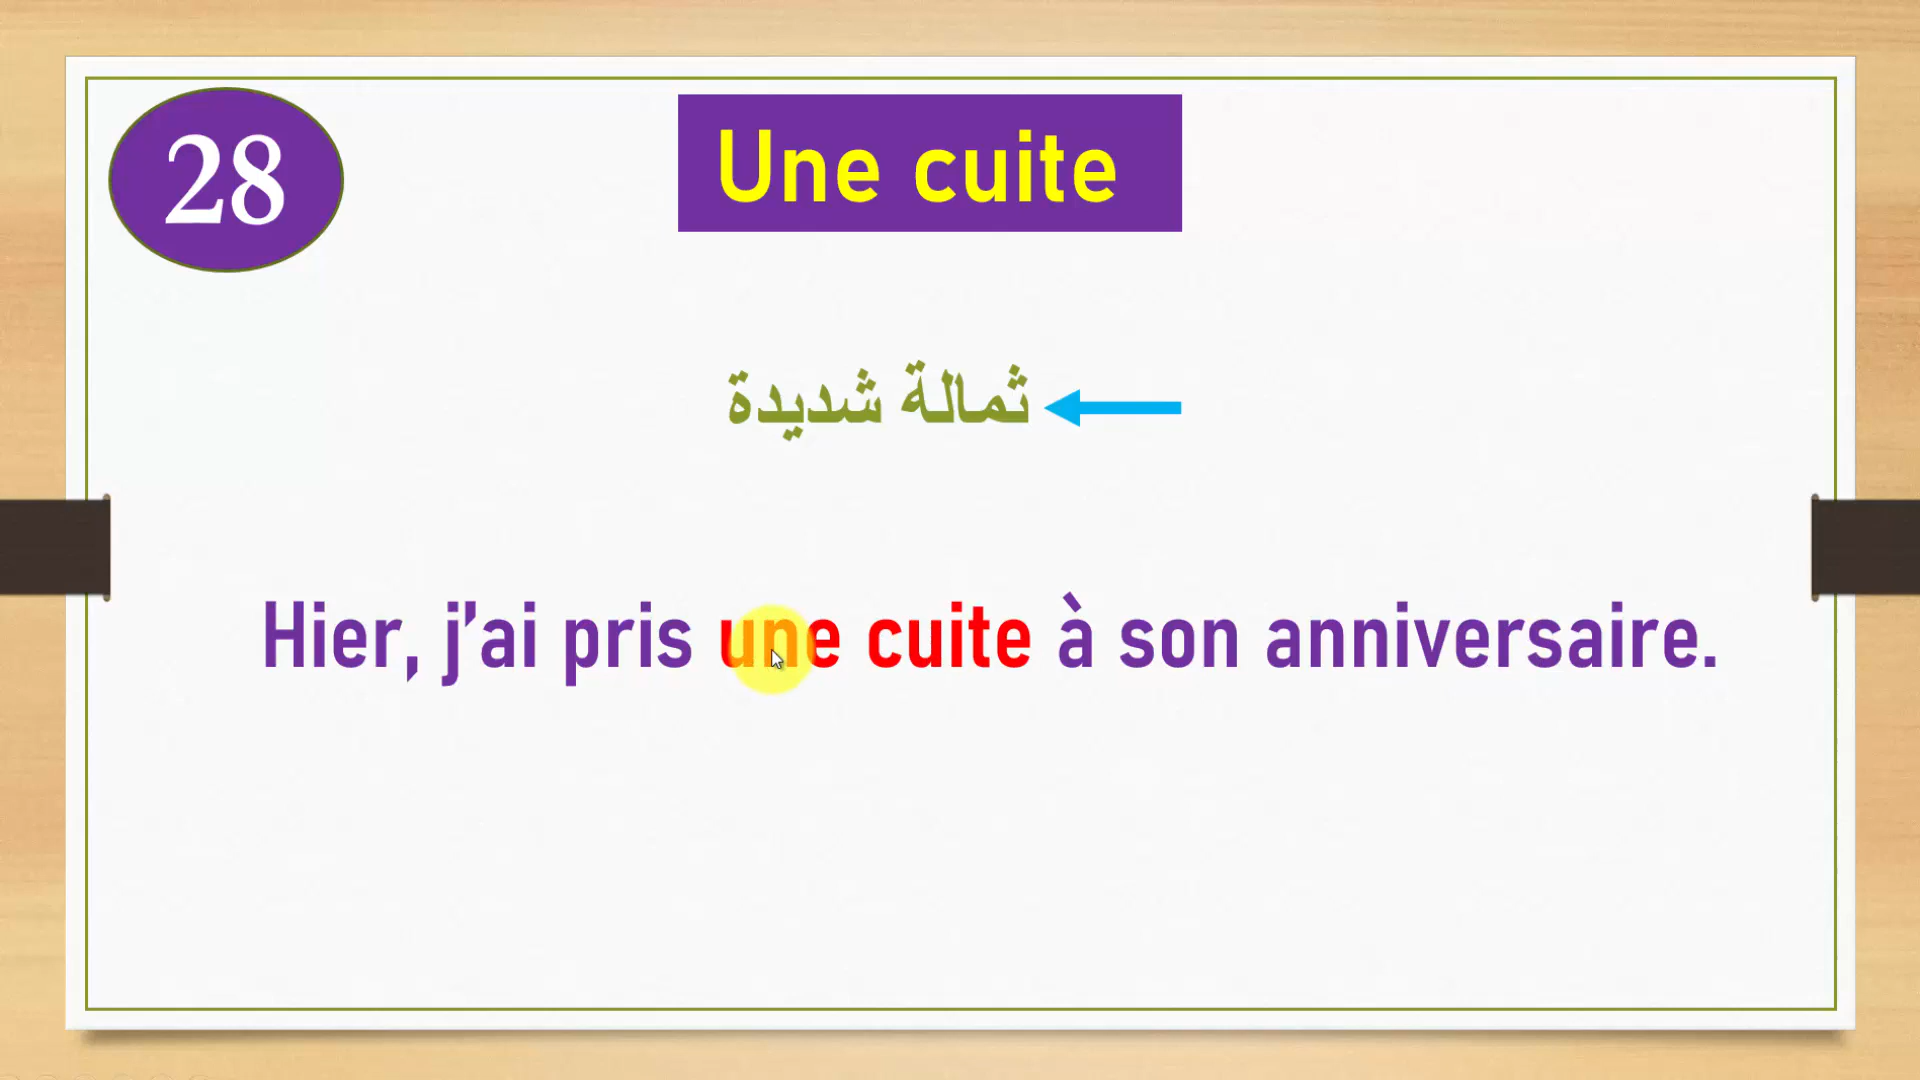 28
Une cuite
ثمالة شديدة
Hier, j’ai pris une cuite à son anniversaire.